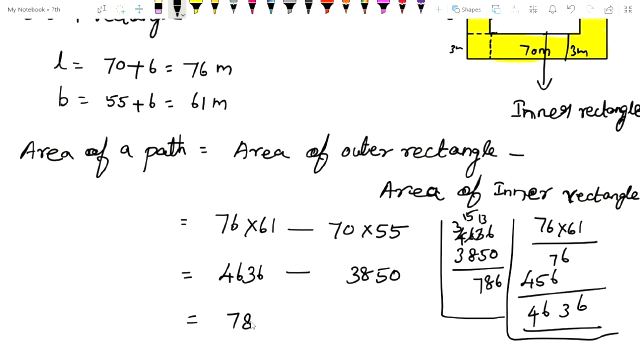 My Notebook • 7th
Shapes
rectangle
l = 70+6 = 76 m
b = 55+6 = 61 m
3m 70m 3m
Inner rectangle
Area of a path = Area of outer rectangle —
Area of Inner rectangle
= 76×61 — 70×55
= 4636 — 3850
= 78
3 15 13
4636
3850
786
76×61
76
456
4636